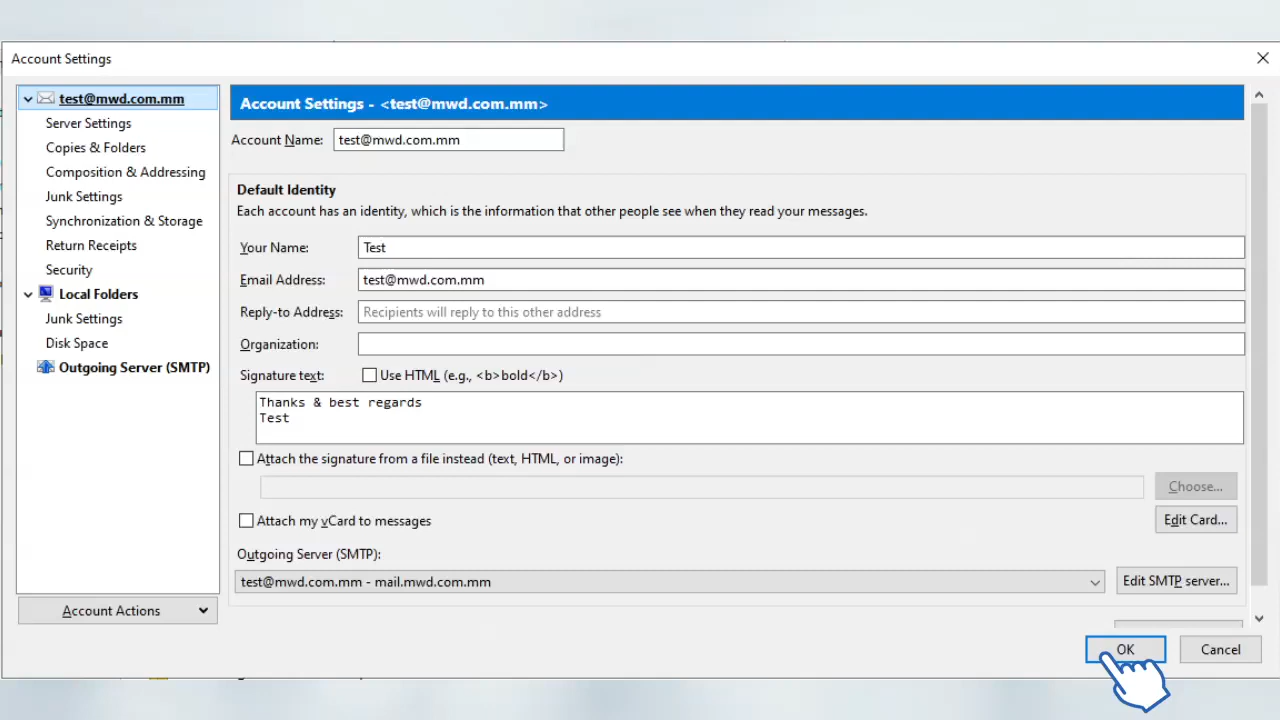 Account Settings
test@mwd.com.mm
Server Settings
Copies & Folders
Composition & Addressing
Junk Settings
Synchronization & Storage
Return Receipts
Security
Local Folders
Junk Settings
Disk Space
Outgoing Server (SMTP)
Account Actions
Account Settings - <test@mwd.com.mm>
Account Name: test@mwd.com.mm
Default Identity
Each account has an identity, which is the information that other people see when they read your messages.
Your Name: Test
Email Address: test@mwd.com.mm
Reply-to Address: Recipients will reply to this other address
Organization:
Signature text: Use HTML (e.g., <b>bold</b>)
Thanks & best regards
Test
Attach the signature from a file instead (text, HTML, or image):
Choose...
Attach my vCard to messages
Edit Card...
Outgoing Server (SMTP):
test@mwd.com.mm - mail.mwd.com.mm
Edit SMTP server...
OK
Cancel